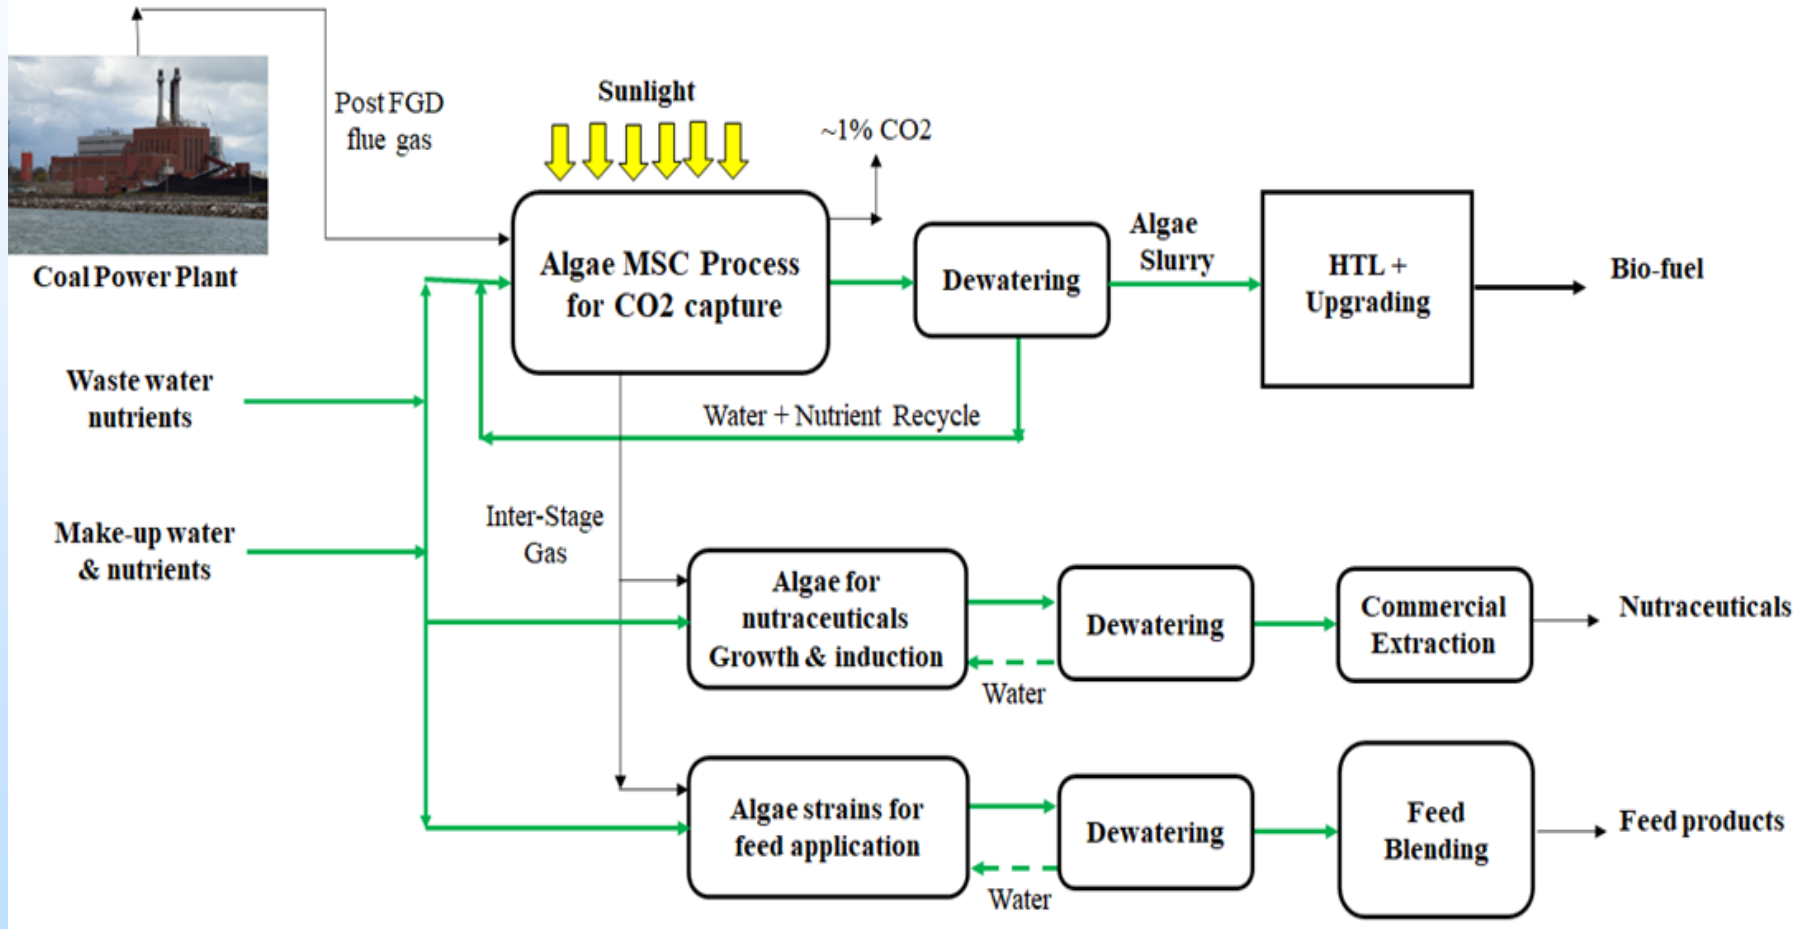 Post FGD
flue gas
Sunlight
~1% CO2
Coal Power Plant
Algae MSC Process
for CO2 capture
Dewatering
Algae
Slurry
HTL +
Upgrading
Bio-fuel
Waste water
nutrients
Water + Nutrient Recycle
Make-up water
& nutrients
Inter-Stage
Gas
Algae for
nutraceuticals
Growth & induction
Dewatering
Water
Commercial
Extraction
Nutraceuticals
Algae strains for
feed application
Dewatering
Water
Feed
Blending
Feed products